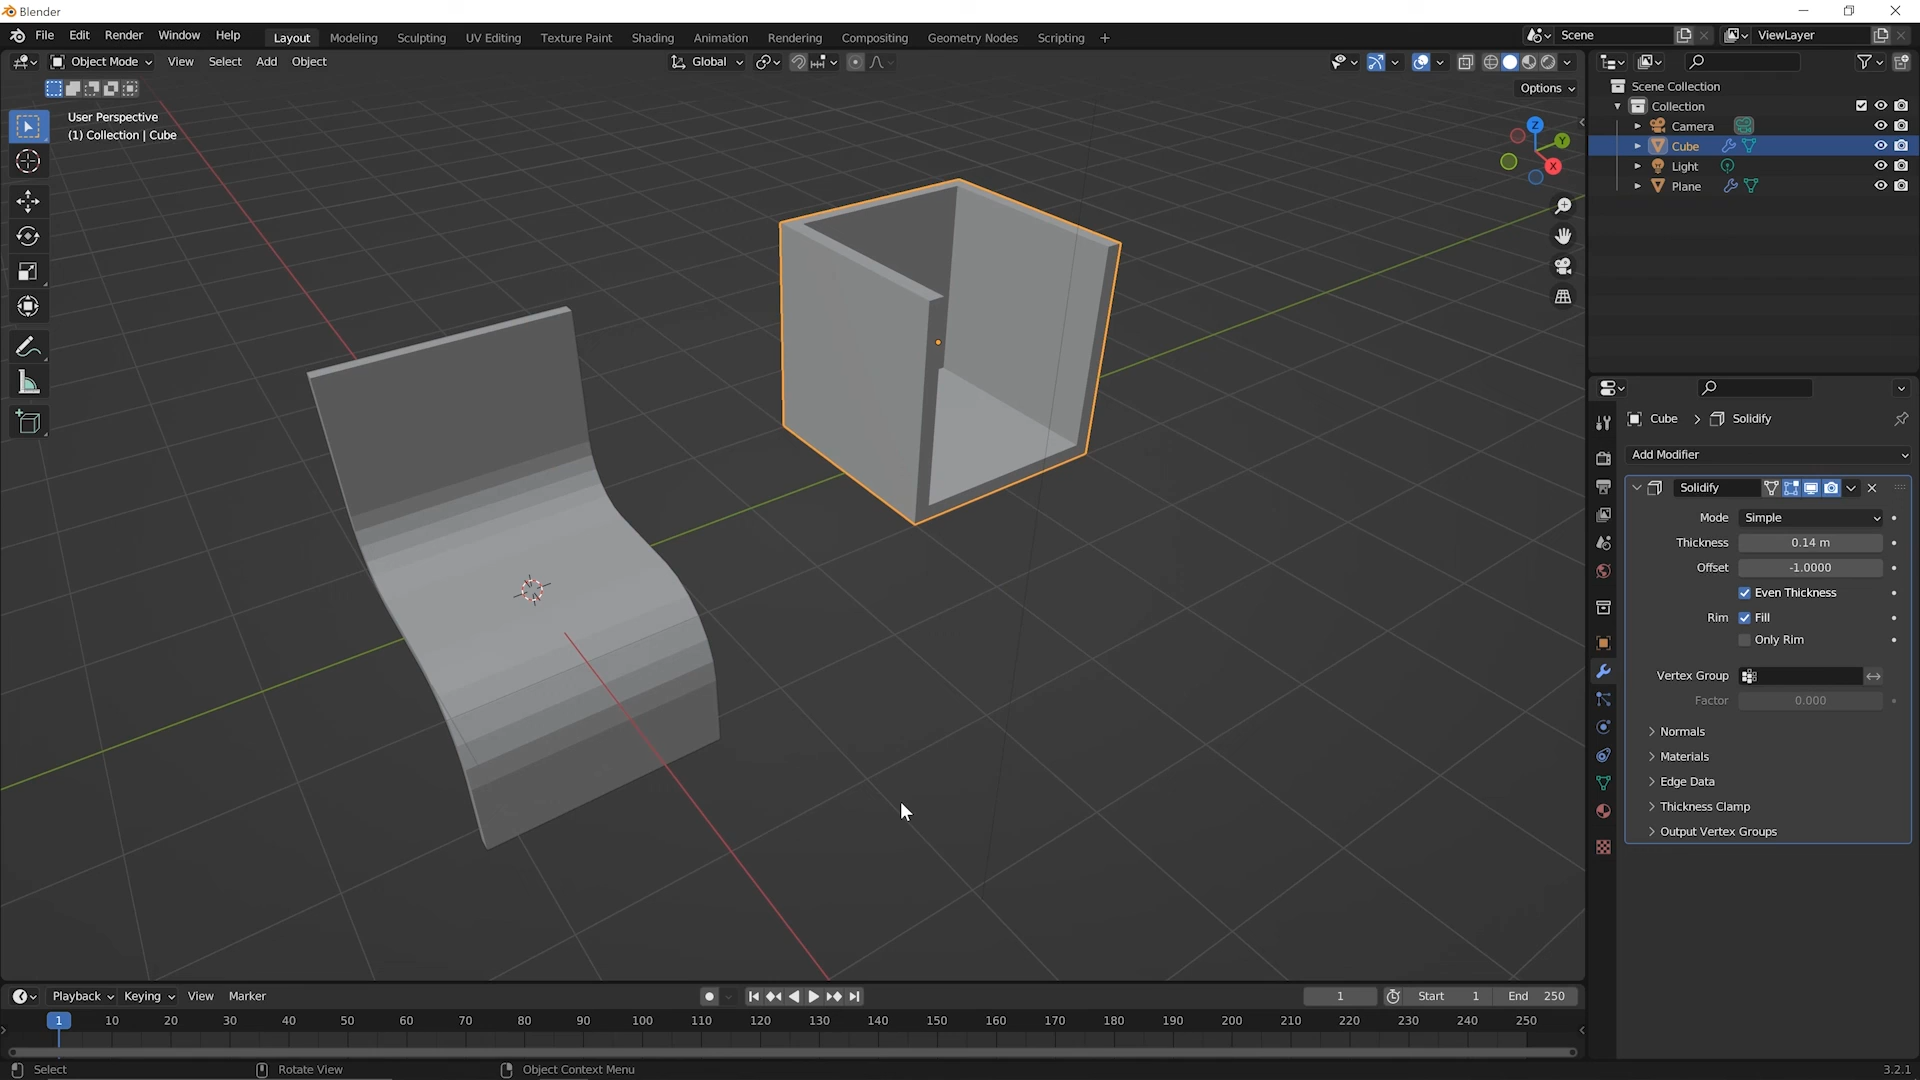 Blender
File Edit Render Window Help Layout Modeling Sculpting UV Editing Texture Paint Shading Animation Rendering Compositing Geometry Nodes Scripting + Scene ViewLayer
Object Mode View Select Add Object Global
Options
User Perspective
(1) Collection | Cube
Z
Y
X
Scene Collection
Collection
Camera
Cube
Light
Plane
Cube > Solidify
Add Modifier
Solidify
Mode Simple
Thickness 0.14 m
Offset -1.0000
Even Thickness
Rim Fill
Only Rim
Vertex Group
Factor 0.000
Normals
Materials
Edge Data
Thickness Clamp
Output Vertex Groups
Playback Keying View Marker 1 Start 1 End 250
1 10 20 30 40 50 60 70 80 90 100 110 120 130 140 150 160 170 180 190 200 210 220 230 240 250
Select Rotate View Object Context Menu 3.2.1